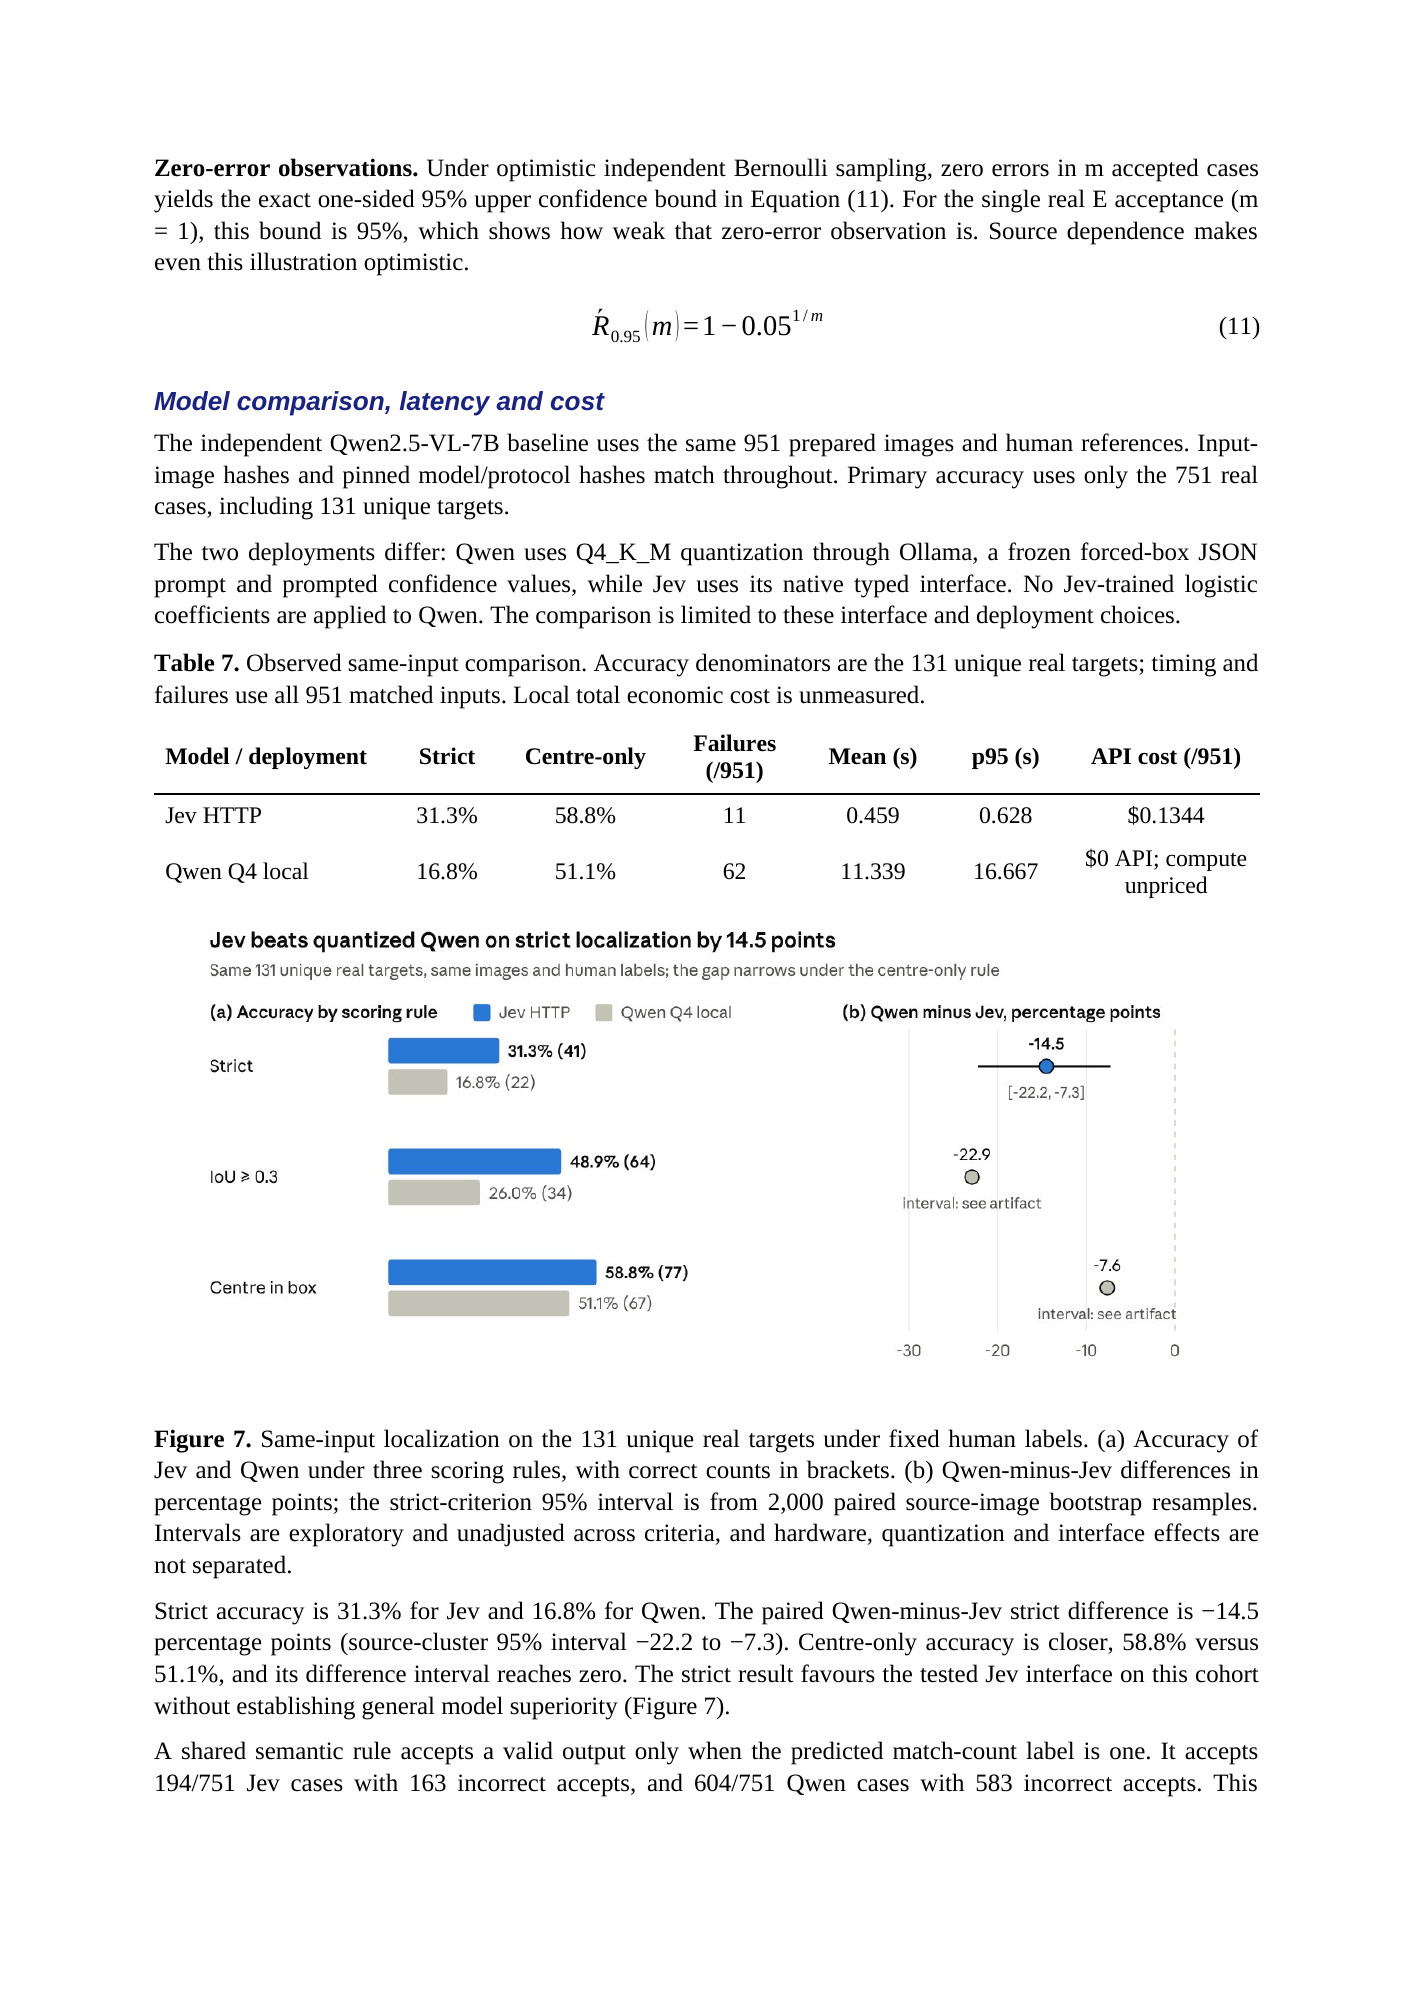 Zero-error observations. Under optimistic independent Bernoulli sampling, zero errors in m accepted cases
yields the exact one-sided 95% upper confidence bound in Equation (11). For the single real E acceptance (m
= 1), this bound is 95%, which shows how weak that zero-error observation is. Source dependence makes
even this illustration optimistic.
Ŕ0.95(m)=1−0.05^1/m (11)
Model comparison, latency and cost
The independent Qwen2.5-VL-7B baseline uses the same 951 prepared images and human references. Input-
image hashes and pinned model/protocol hashes match throughout. Primary accuracy uses only the 751 real
cases, including 131 unique targets.
The two deployments differ: Qwen uses Q4_K_M quantization through Ollama, a frozen forced-box JSON
prompt and prompted confidence values, while Jev uses its native typed interface. No Jev-trained logistic
coefficients are applied to Qwen. The comparison is limited to these interface and deployment choices.
Table 7. Observed same-input comparison. Accuracy denominators are the 131 unique real targets; timing and
failures use all 951 matched inputs. Local total economic cost is unmeasured.
Model / deployment Strict Centre-only Failures (/951) Mean (s) p95 (s) API cost (/951)
Jev HTTP 31.3% 58.8% 11 0.459 0.628 $0.1344
Qwen Q4 local 16.8% 51.1% 62 11.339 16.667 $0 API; compute unpriced
Jev beats quantized Qwen on strict localization by 14.5 points
Same 131 unique real targets, same images and human labels; the gap narrows under the centre-only rule
(a) Accuracy by scoring rule Jev HTTP Qwen Q4 local
Strict
31.3% (41)
16.8% (22)
IoU ≥ 0.3
48.9% (64)
26.0% (34)
Centre in box
58.8% (77)
51.1% (67)
(b) Qwen minus Jev, percentage points
-14.5
[-22.2, -7.3]
-22.9
interval: see artifact
-7.6
interval: see artifact
-30 -20 -10 0
Figure 7. Same-input localization on the 131 unique real targets under fixed human labels. (a) Accuracy of
Jev and Qwen under three scoring rules, with correct counts in brackets. (b) Qwen-minus-Jev differences in
percentage points; the strict-criterion 95% interval is from 2,000 paired source-image bootstrap resamples.
Intervals are exploratory and unadjusted across criteria, and hardware, quantization and interface effects are
not separated.
Strict accuracy is 31.3% for Jev and 16.8% for Qwen. The paired Qwen-minus-Jev strict difference is −14.5
percentage points (source-cluster 95% interval −22.2 to −7.3). Centre-only accuracy is closer, 58.8% versus
51.1%, and its difference interval reaches zero. The strict result favours the tested Jev interface on this cohort
without establishing general model superiority (Figure 7).
A shared semantic rule accepts a valid output only when the predicted match-count label is one. It accepts
194/751 Jev cases with 163 incorrect accepts, and 604/751 Qwen cases with 583 incorrect accepts. This